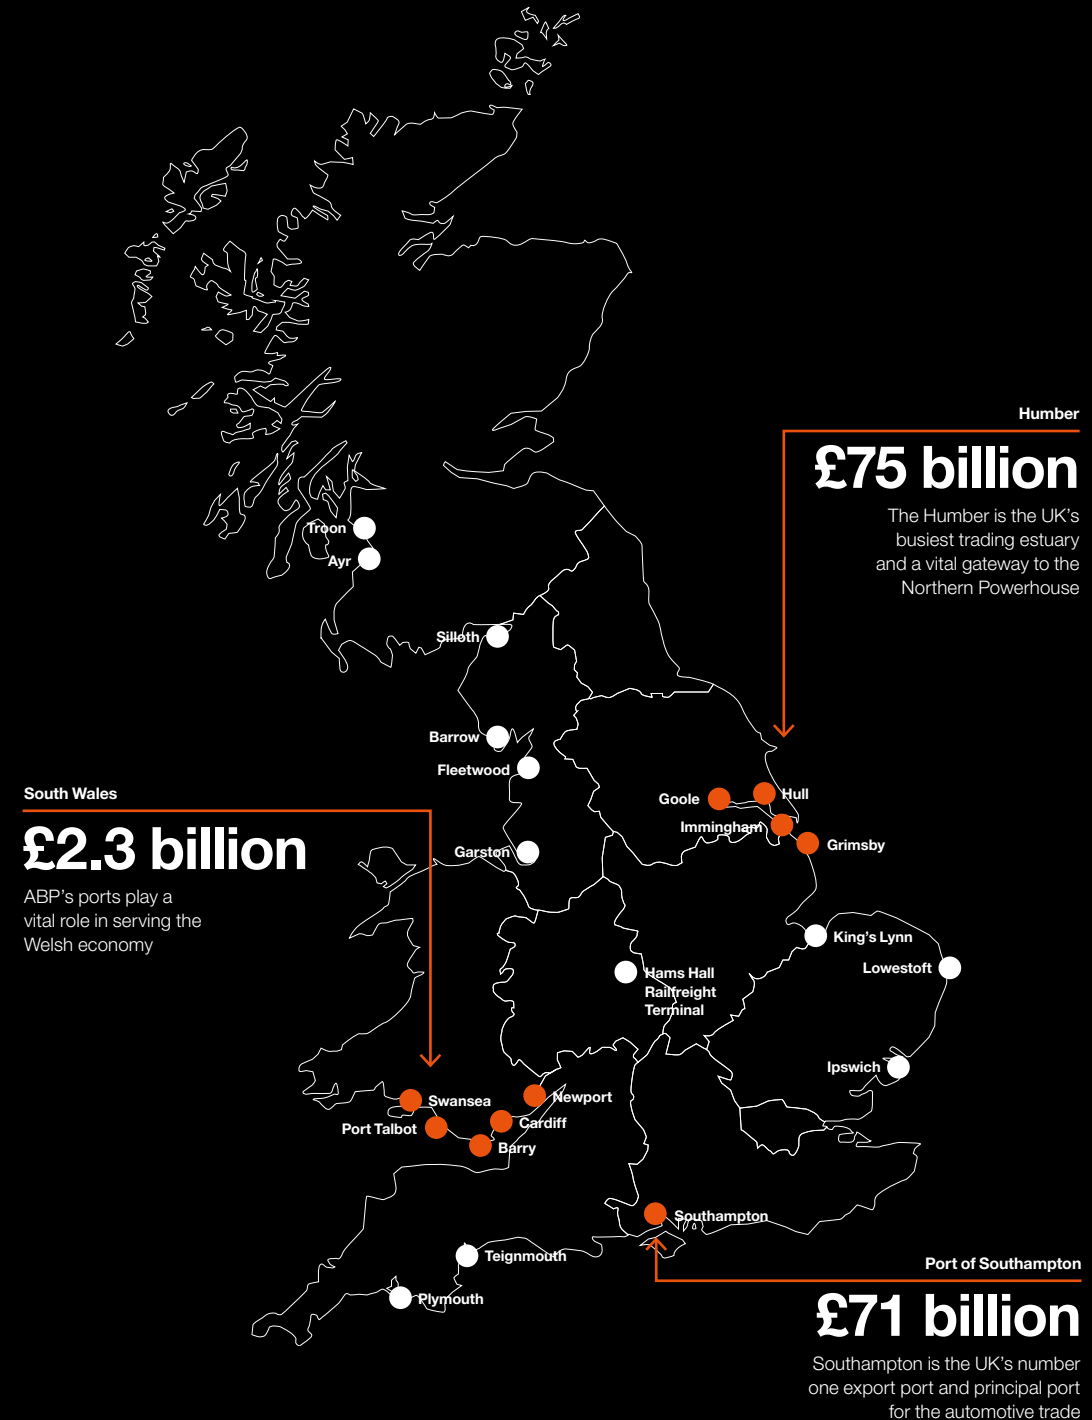 Humber
£75 billion
The Humber is the UK’s
busiest trading estuary
and a vital gateway to the
Northern Powerhouse
Troon
Ayr
Silloth
Barrow
Fleetwood
South Wales
£2.3 billion
ABP’s ports play a
vital role in serving the
Welsh economy
Goole
Hull
Immingham
Grimsby
Garston
King’s Lynn
Lowestoft
Hams Hall
Railfreight
Terminal
Ipswich
Swansea
Newport
Port Talbot
Cardiff
Barry
Southampton
Teignmouth
Plymouth
Port of Southampton
£71 billion
Southampton is the UK’s number
one export port and principal port
for the automotive trade